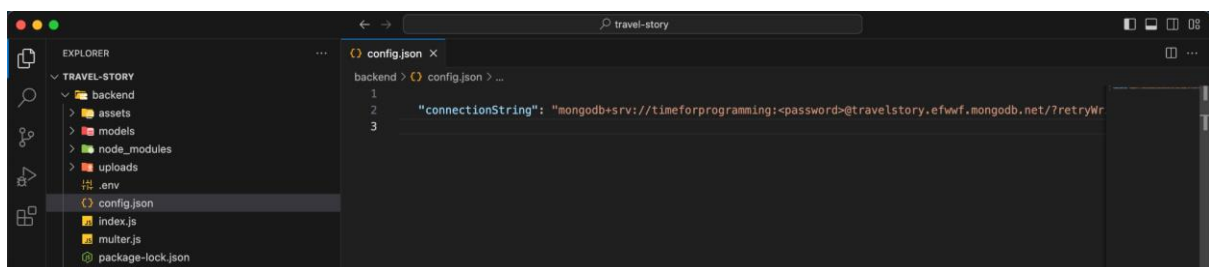 travel-story
EXPLORER
TRAVEL-STORY
backend
assets
models
node_modules
uploads
.env
config.json
index.js
multer.js
package-lock.json
{} config.json ×
backend > {} config.json > ...
1
2 "connectionString": "mongodb+srv://timeforprogramming:<password>@travelstory.efwwf.mongodb.net/?retryWr
3